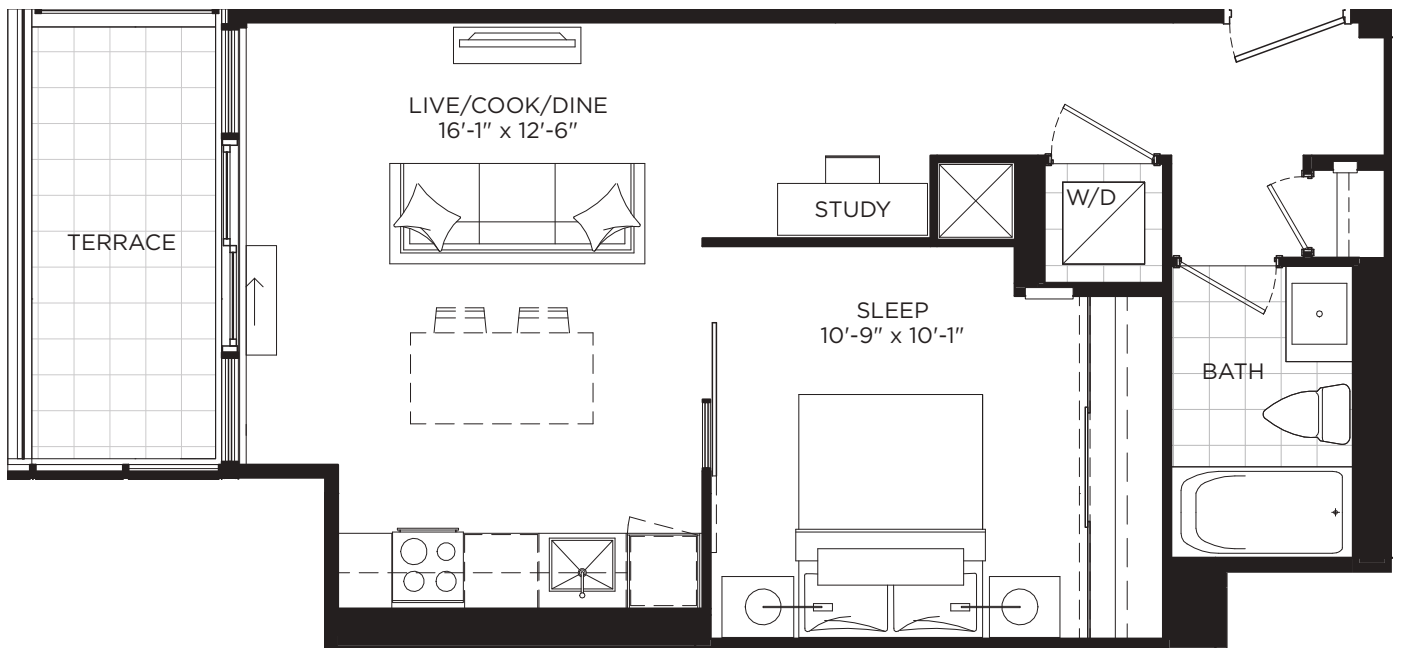 LIVE/COOK/DINE
16'-1" x 12'-6"
STUDY
W/D
TERRACE
SLEEP
10'-9" x 10'-1"
BATH